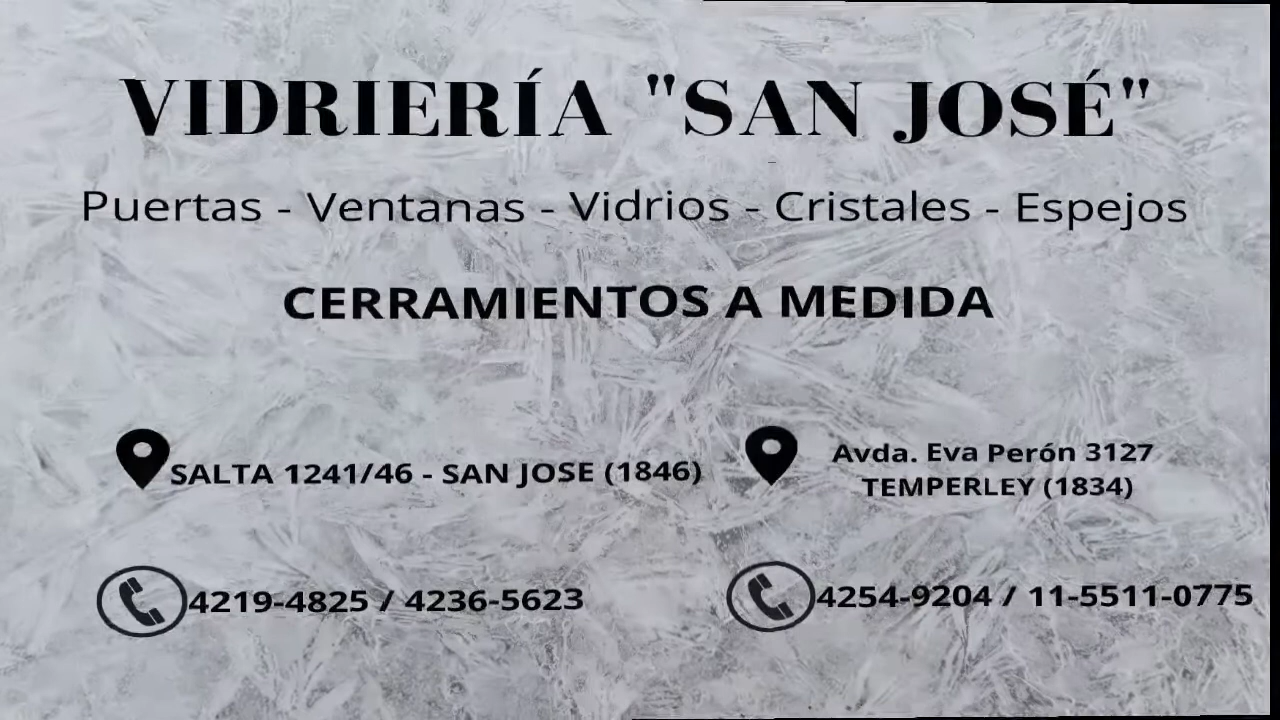 VIDRIERÍA "SAN JOSÉ"
Puertas - Ventanas - Vidrios - Cristales - Espejos
CERRAMIENTOS A MEDIDA
SALTA 1241/46 - SAN JOSE (1846)
4219-4825 / 4236-5623
Avda. Eva Perón 3127
TEMPERLEY (1834)
4254-9204 / 11-5511-0775